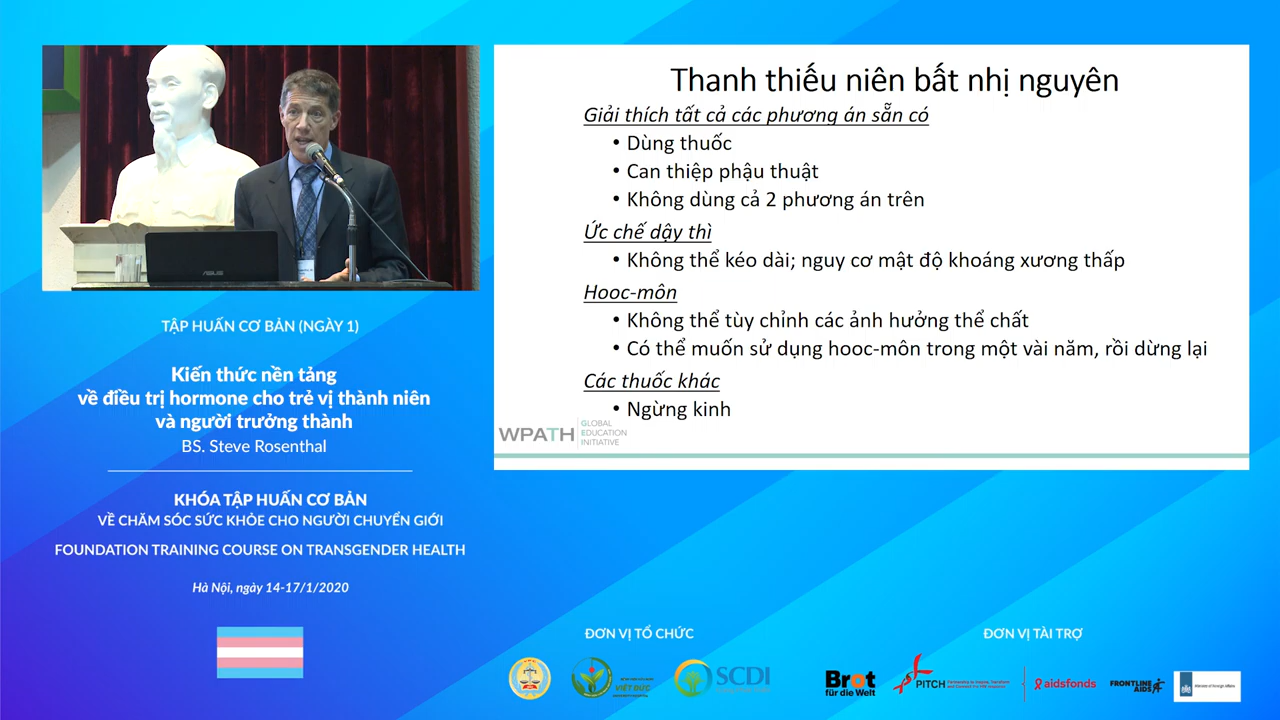 ASUS
TẬP HUẤN CƠ BẢN (NGÀY 1)
Kiến thức nền tảng
về điều trị hormone cho trẻ vị thành niên
và người trưởng thành
BS. Steve Rosenthal
KHÓA TẬP HUẤN CƠ BẢN
VỀ CHĂM SÓC SỨC KHỎE CHO NGƯỜI CHUYỂN GIỚI
FOUNDATION TRAINING COURSE ON TRANSGENDER HEALTH
Hà Nội, ngày 14-17/1/2020
Thanh thiếu niên bất nhị nguyên
Giải thích tất cả các phương án sẵn có
• Dùng thuốc
• Can thiệp phậu thuật
• Không dùng cả 2 phương án trên
Ức chế dậy thì
• Không thể kéo dài; nguy cơ mật độ khoáng xương thấp
Hooc-môn
• Không thể tùy chỉnh các ảnh hưởng thể chất
• Có thể muốn sử dụng hooc-môn trong một vài năm, rồi dừng lại
Các thuốc khác
• Ngừng kinh
WPATH
GLOBAL
EDUCATION
INITIATIVE
ĐƠN VỊ TỔ CHỨC
VIỆT ĐỨC
SCDI
ĐƠN VỊ TÀI TRỢ
Brot
für die Welt
PITCH
aidsfonds
FRONTLINE
AIDS
Ministry of Foreign Affairs